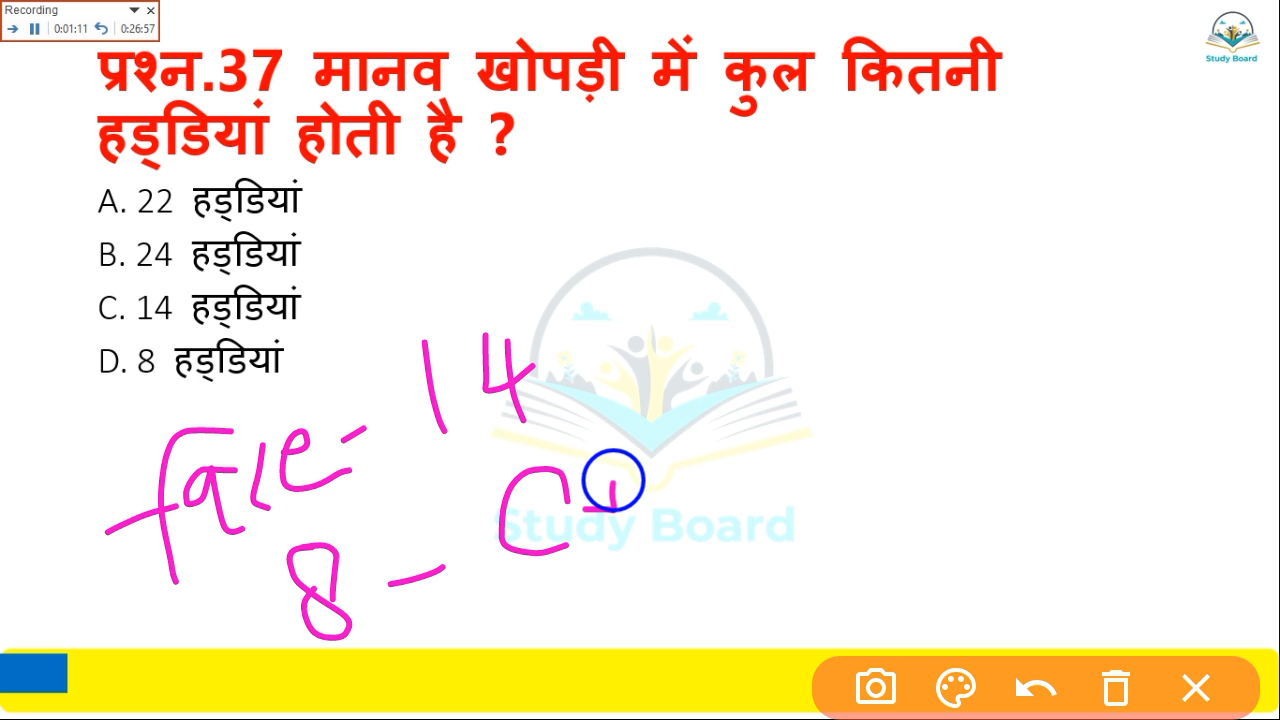 Recording
0:01:11 0:26:57
Study Board
प्रश्न.37 मानव खोपड़ी में कुल कितनी
हड्डियां होती है ?
A. 22 हड्डियां
B. 24 हड्डियां
C. 14 हड्डियां
D. 8 हड्डियां
face - 14
8 - C
Study Board